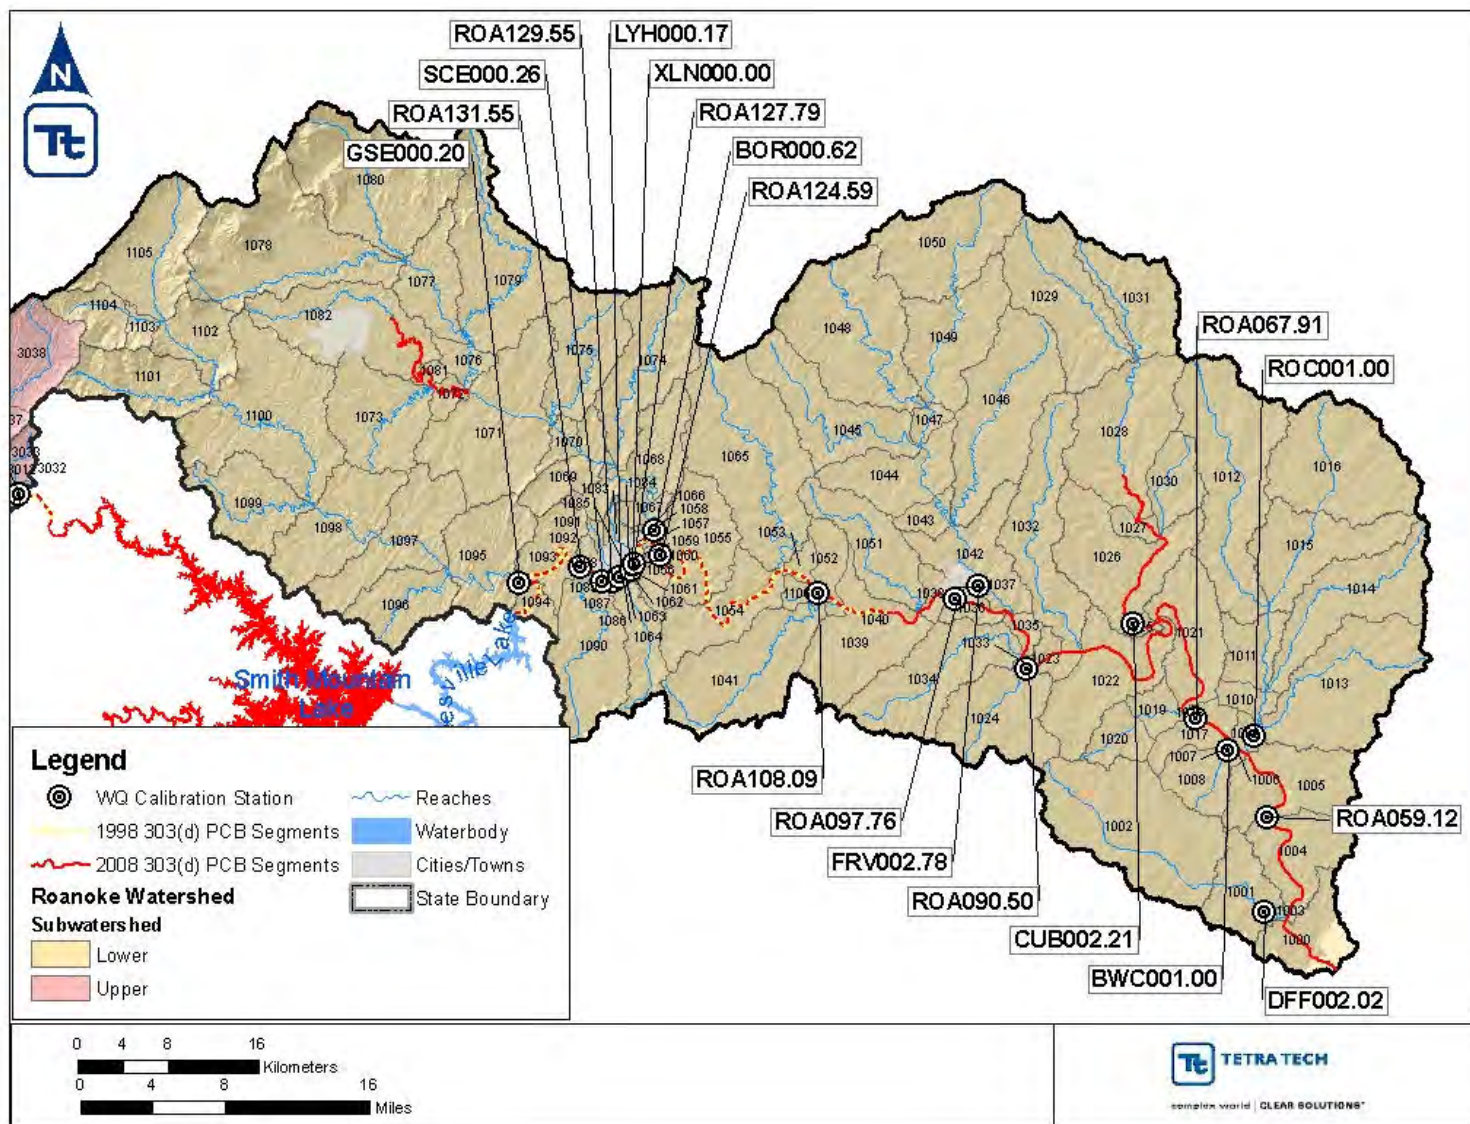 ROA129.55
LYH000.17
SCE000.26
XLN000.00
ROA131.55
ROA127.79
GSE000.20
BOR000.62
ROA124.59
N
Tt
1080
1078
1105
1079
1077
1104
1082
1103
1102
3038
1101
1076
1081
1075
1074
1073
1100
1071
1070
1050
1029
1031
1048
1049
1046
1047
1045
1044
1065
1028
1012
1016
ROA067.91
ROC001.00
3032
1099
1098
1097
1095
1096
1069
1068
1083
1084
1085
1066
1058
1057
1091
1092
1093
1094
1059
1060
1055
1053
1052
1051
1043
1042
1032
1030
1027
1026
1015
1014
1061
1062
1063
1064
1086
1087
1090
1054
1041
1040
1039
1037
1035
1033
1034
1023
1024
1022
1021
1020
1019
1017
1011
1010
1013
1007
1008
1006
1005
1004
1002
1001
1003
1000
Smith Mountain
Lake
ROA108.09
ROA097.76
FRV002.78
ROA090.50
CUB002.21
BWC001.00
DFF002.02
ROA059.12
Legend
WQ Calibration Station
1998 303(d) PCB Segments
2008 303(d) PCB Segments
Roanoke Watershed
Subwatershed
Lower
Upper
Reaches
Waterbody
Cities/Towns
State Boundary
0 4 8 16
Kilometers
0 4 8 16
Miles
Tt TETRA TECH
complex world | CLEAR SOLUTIONS™